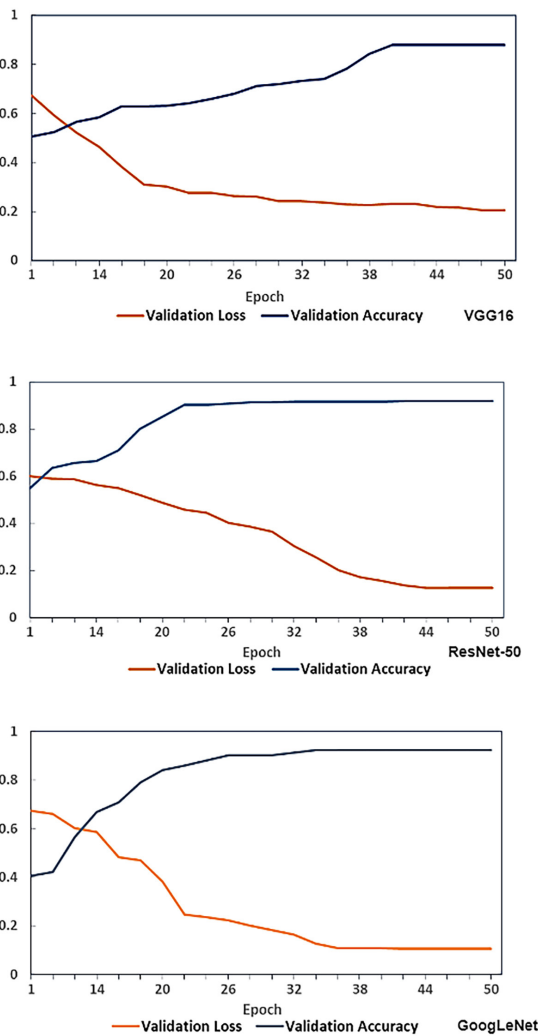 1
0.8
0.6
0.4
0.2
0
1 14 20 26 32 38 44 50
Epoch
Validation Loss Validation Accuracy VGG16
1
0.8
0.6
0.4
0.2
0
1 14 20 26 32 38 44 50
Epoch
ResNet-50
Validation Loss Validation Accuracy
1
0.8
0.6
0.4
0.2
0
1 14 20 26 32 38 44 50
Epoch
Validation Loss Validation Accuracy GoogLeNet